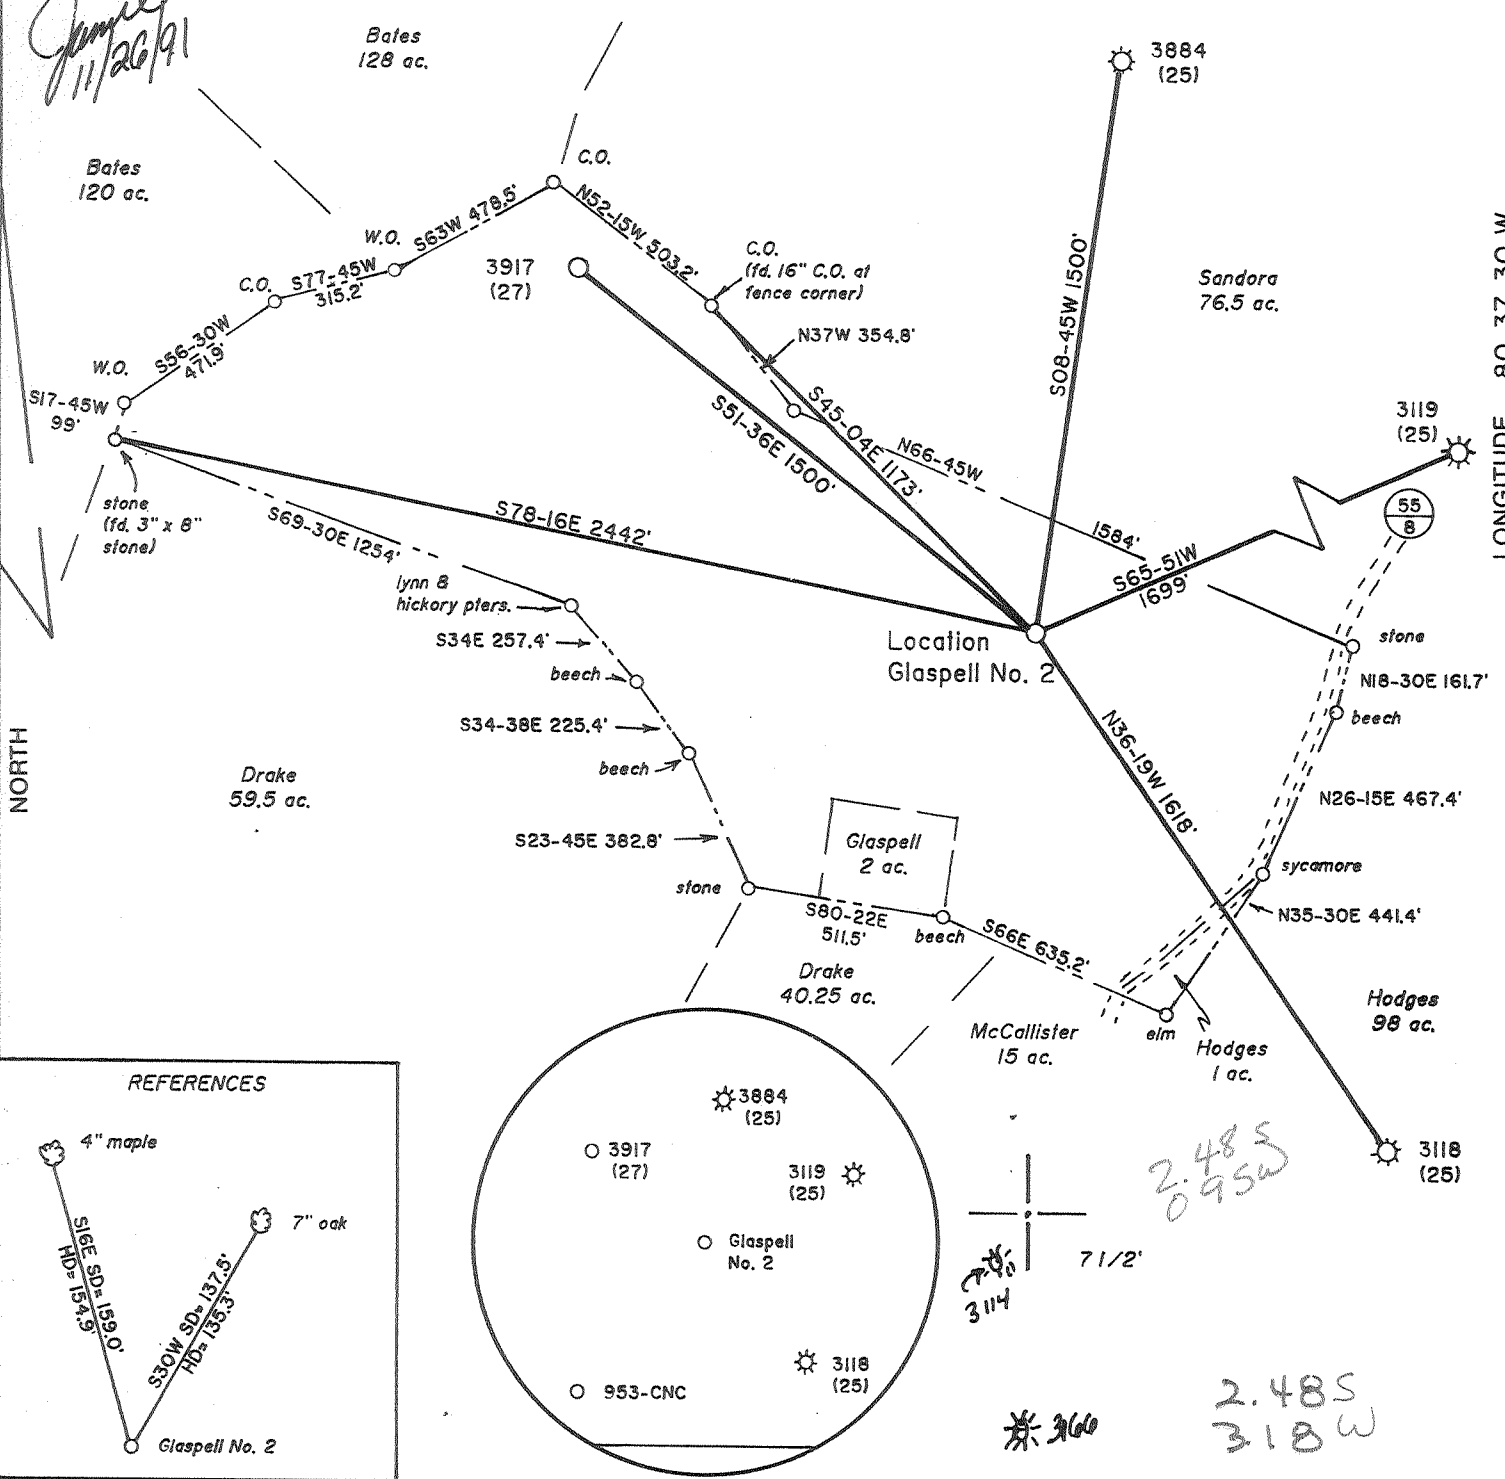 11/26/91
Bates
128 ac.
3884
(25)
Bates
120 ac.
C.O.
N52-15W 503.2'
S63W 478.5'
W.O.
S77-45W
315.2'
C.O.
3917
(27)
C.O.
(fd. 16" C.O. at
fence corner)
N37W 354.8'
S08-45W 1500'
Sandora
76.5 ac.
LONGITUDE 80 37 30 W
S56-30W
471.9'
W.O.
S17-45W
99'
stone
(fd. 3" x 8"
stone)
S51-36E 1500'
S45-04E 1173'
N66-45W
1584'
3119
(25)
55
8
S65-51W
1699'
S78-16E 2442'
S69-30E 1254'
lynn &
hickory pters.
S34E 257.4'
beech
S34-38E 225.4'
beech
S23-45E 382.8'
stone
Location
Glaspell No. 2
stone
N18-30E 161.7'
beech
N26-15E 467.4'
sycamore
N35-30E 441.4'
N36-19W 1618'
NORTH
Drake
59.5 ac.
Glaspell
2 ac.
S80-22E
511.5'
beech
S66E 635.2'
Drake
40.25 ac.
McCallister
15 ac.
elm
Hodges
1 ac.
Hodges
98 ac.
3118
(25)
REFERENCES
4" maple
7" oak
S16E SD= 159.0'
HD= 154.9'
S30W SD= 137.5'
HD= 135.3'
Glaspell No. 2
3884
(25)
3917
(27)
3119
(25)
Glaspell
No. 2
3118
(25)
953-CNC
7 1/2'
3114
2.48 S
095W
3166
2.48 S
3.18 W